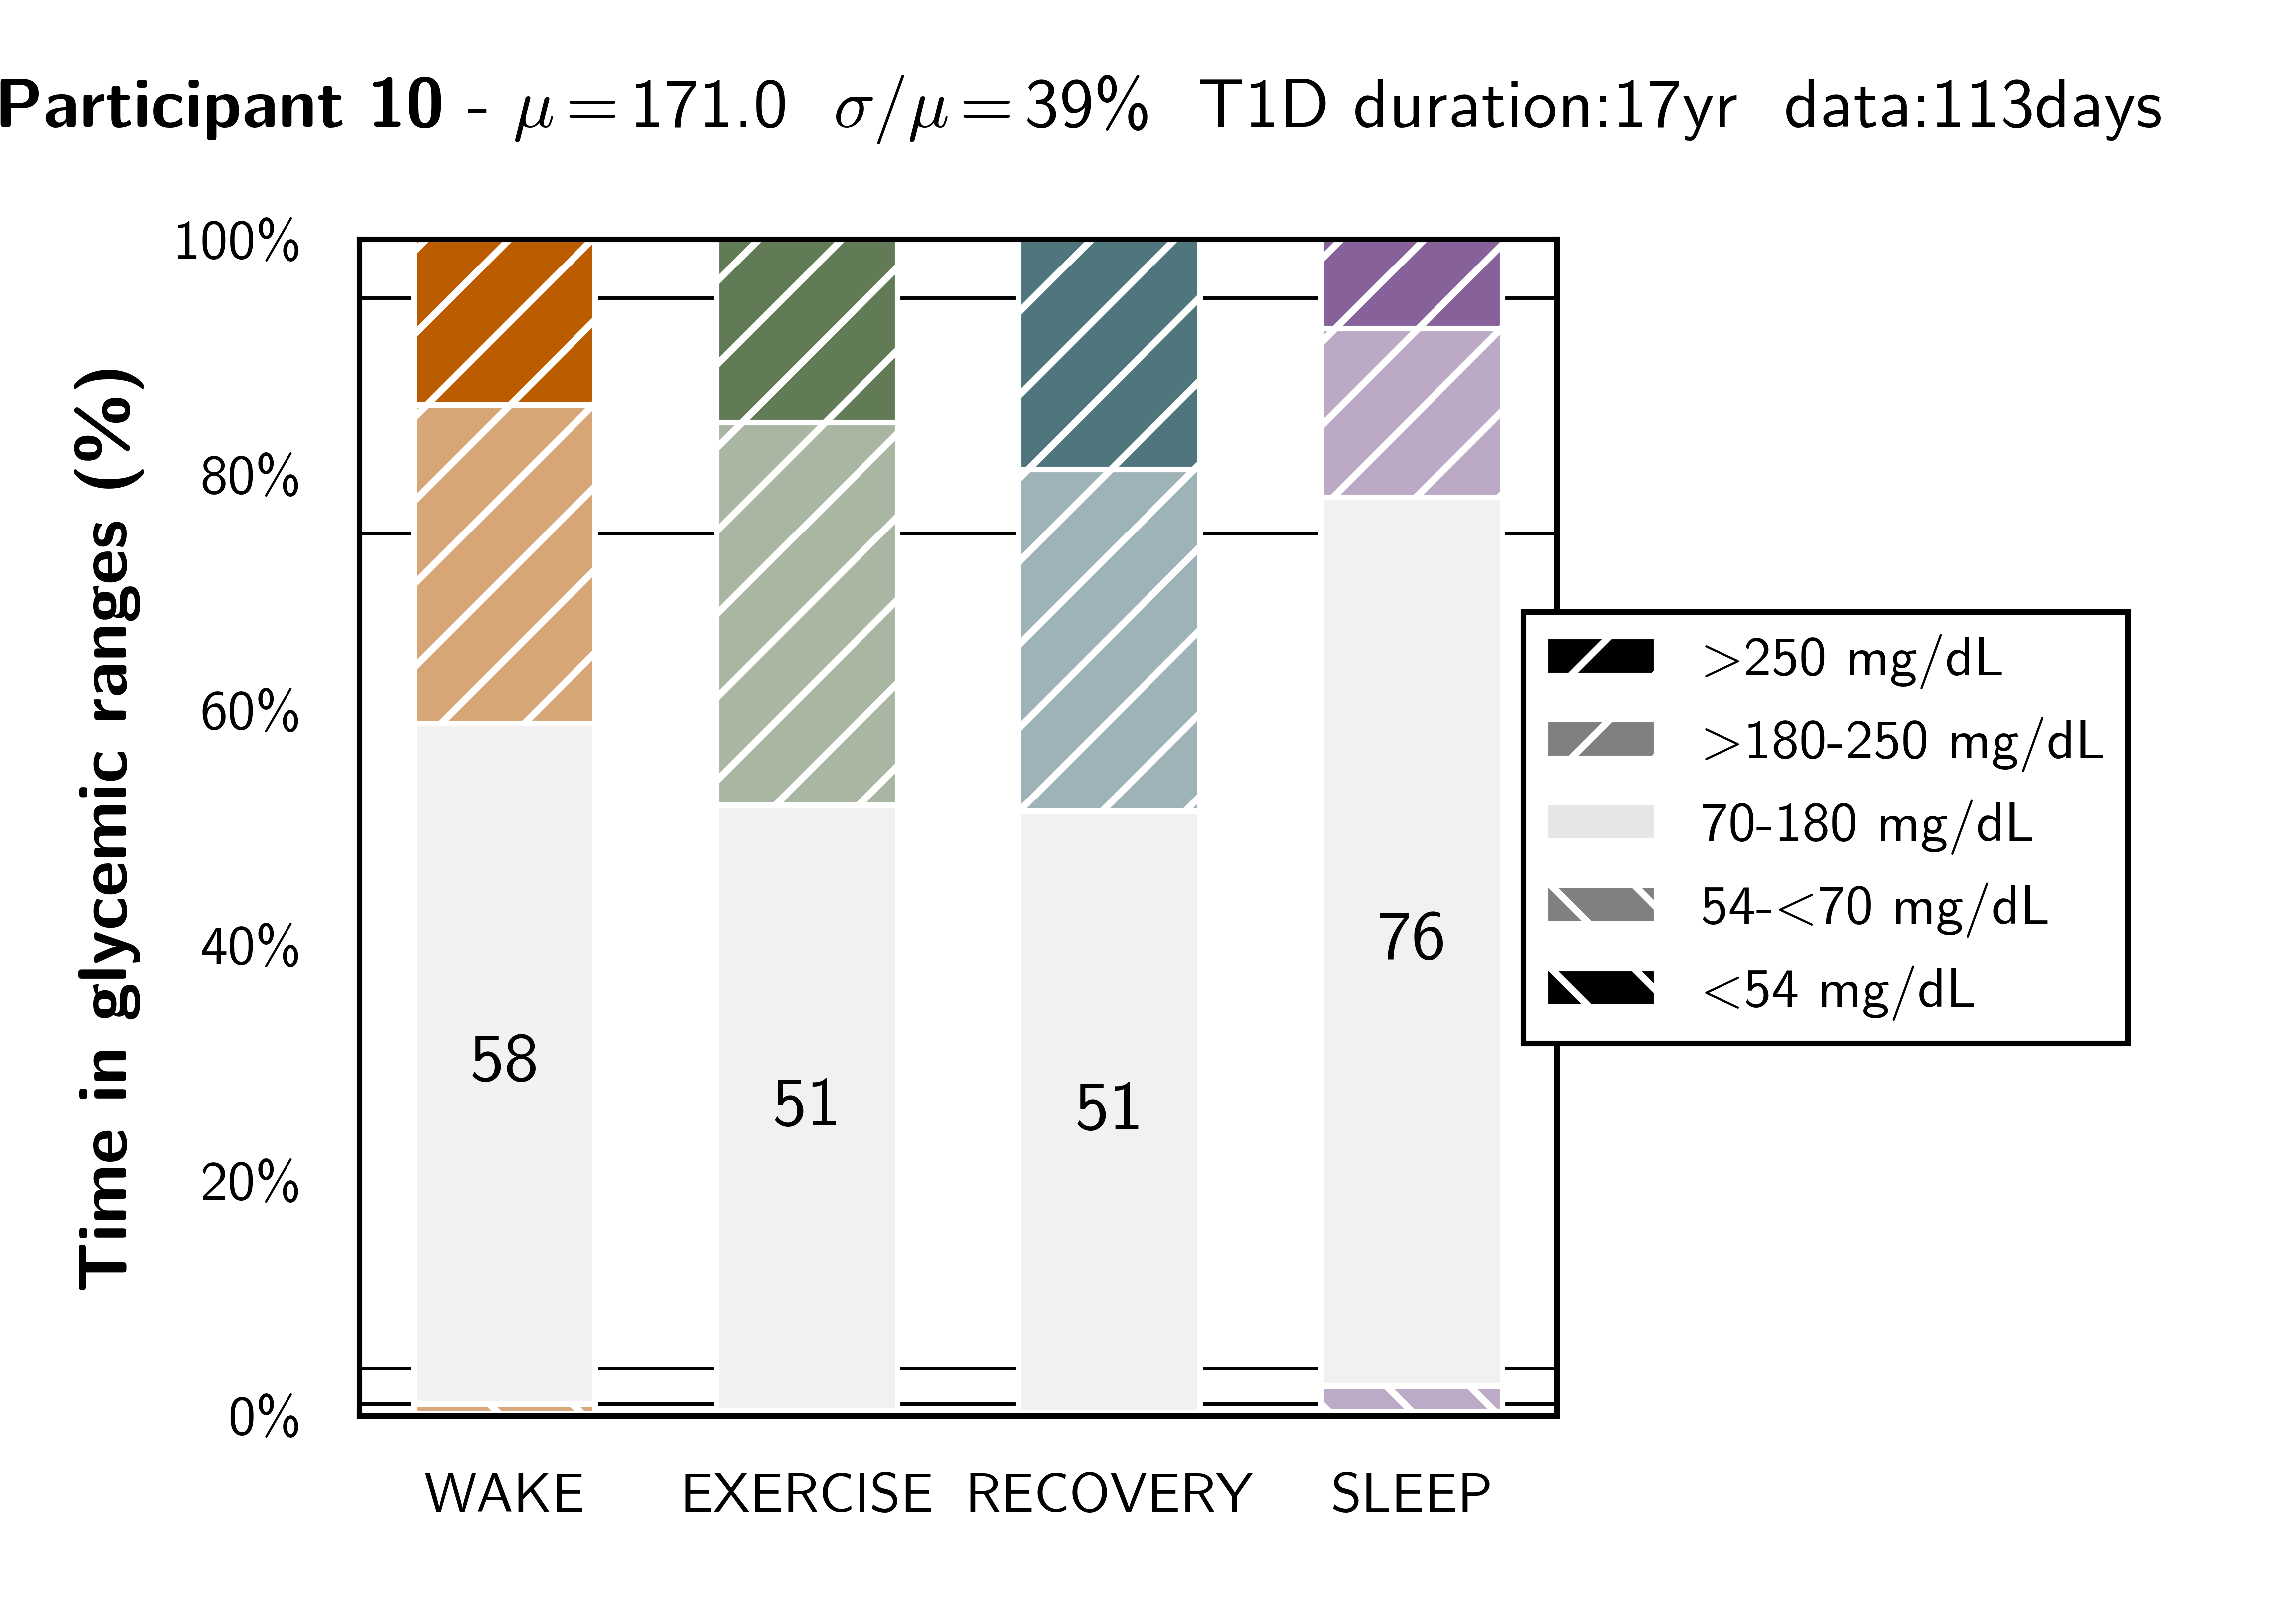 Participant 10 - μ=171.0 σ/μ=39% T1D duration:17yr data:113days
Time in glycemic ranges (%)
100%
80%
60%
40%
20%
0%
58
51
51
76
>250 mg/dL
>180-250 mg/dL
70-180 mg/dL
54-<70 mg/dL
<54 mg/dL
WAKE EXERCISE RECOVERY SLEEP